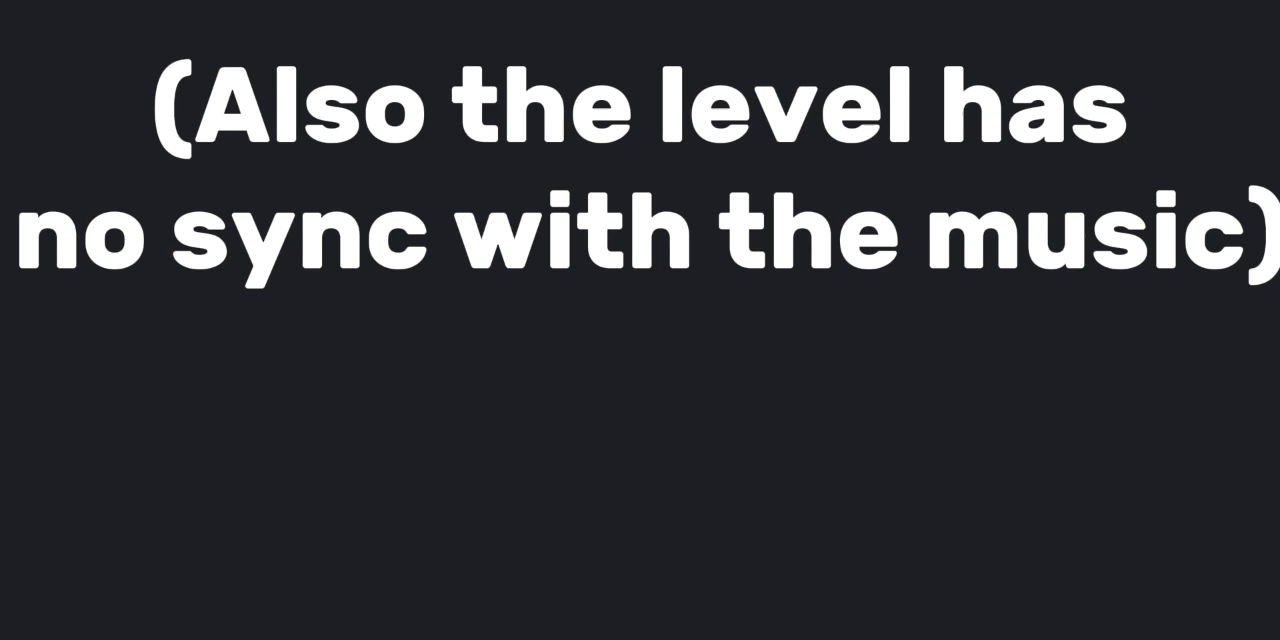 (Also the level has
no sync with the music)